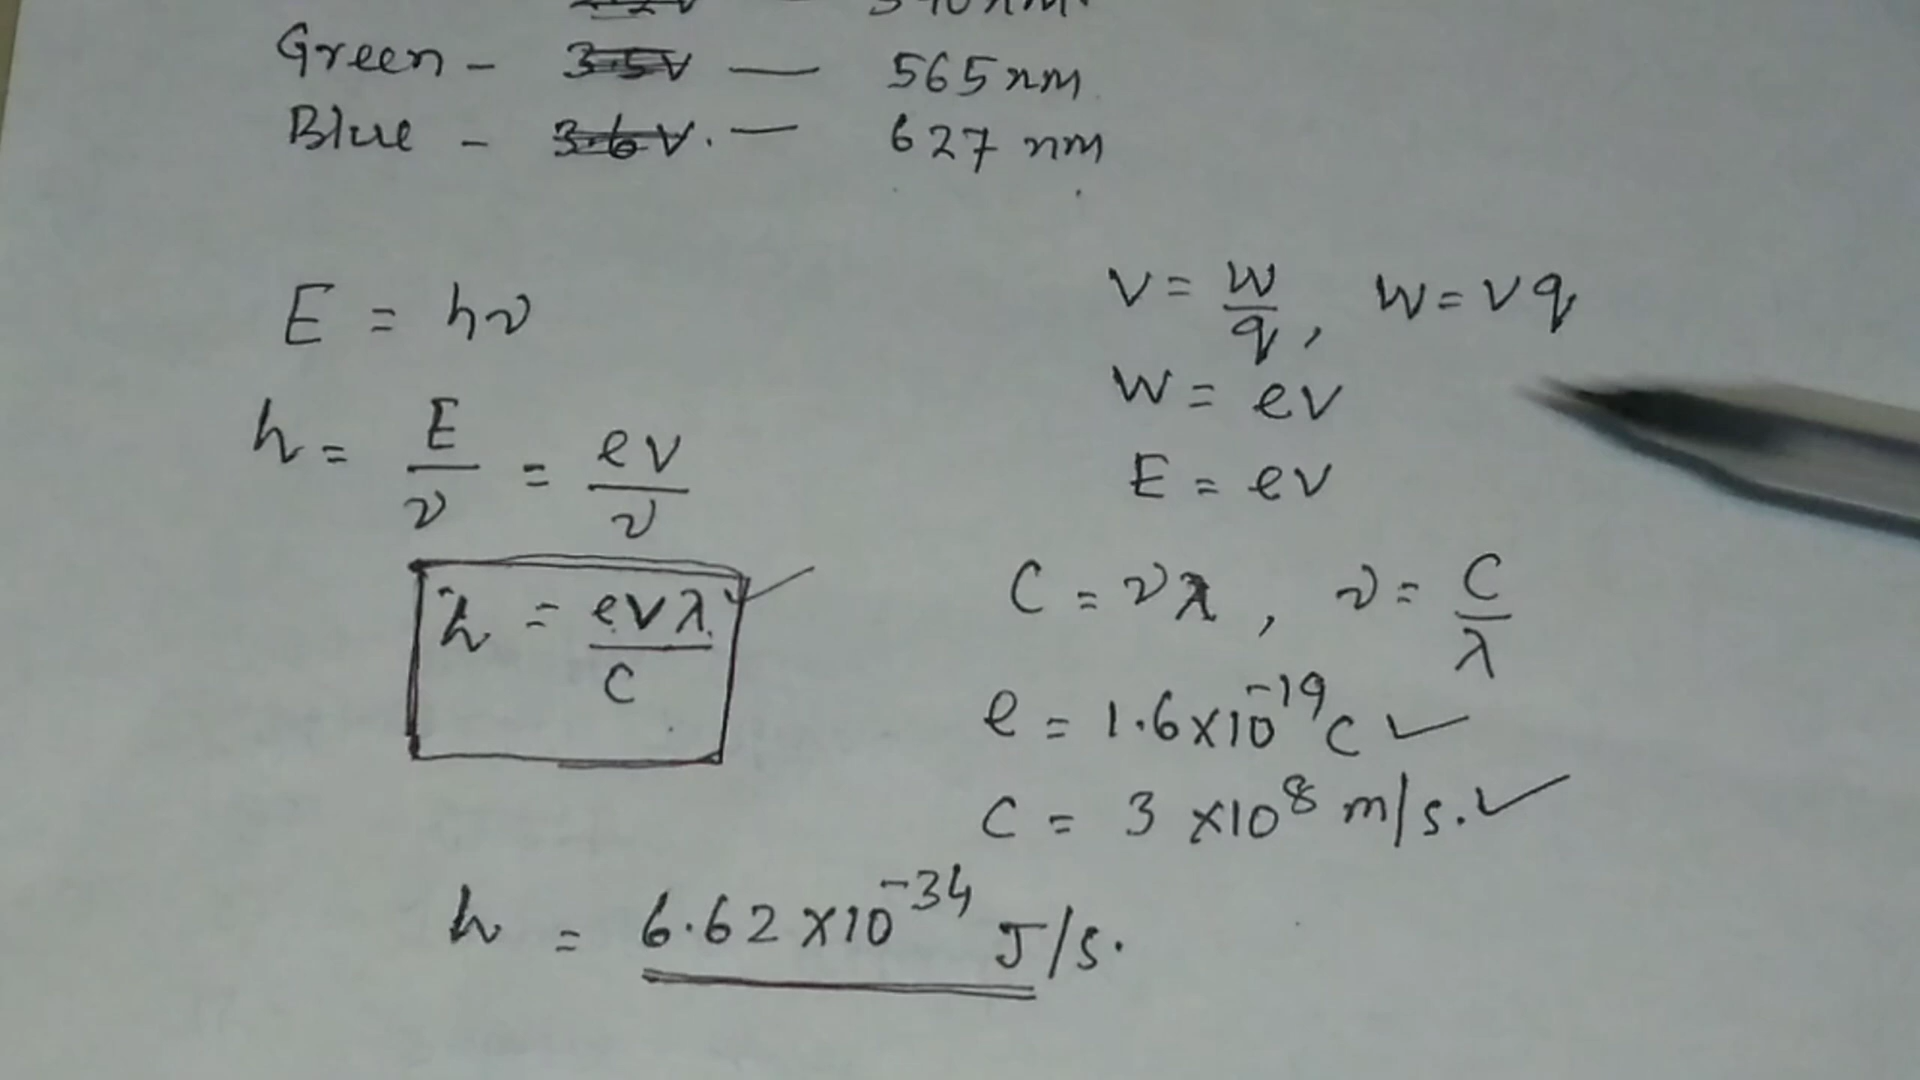 Green - 3.5V — 565 nm
Blue - 3.6V. — 627 nm
E = hν
h = E/ν = eV/ν
h = eVλ/C
V = W/q, W = Vq
W = eV
E = eV
C = νλ, ν = C/λ
e = 1.6×10⁻¹⁹ C ✓
C = 3 ×10⁸ m/s. ✓
h = 6.62×10⁻³⁴ J/s.